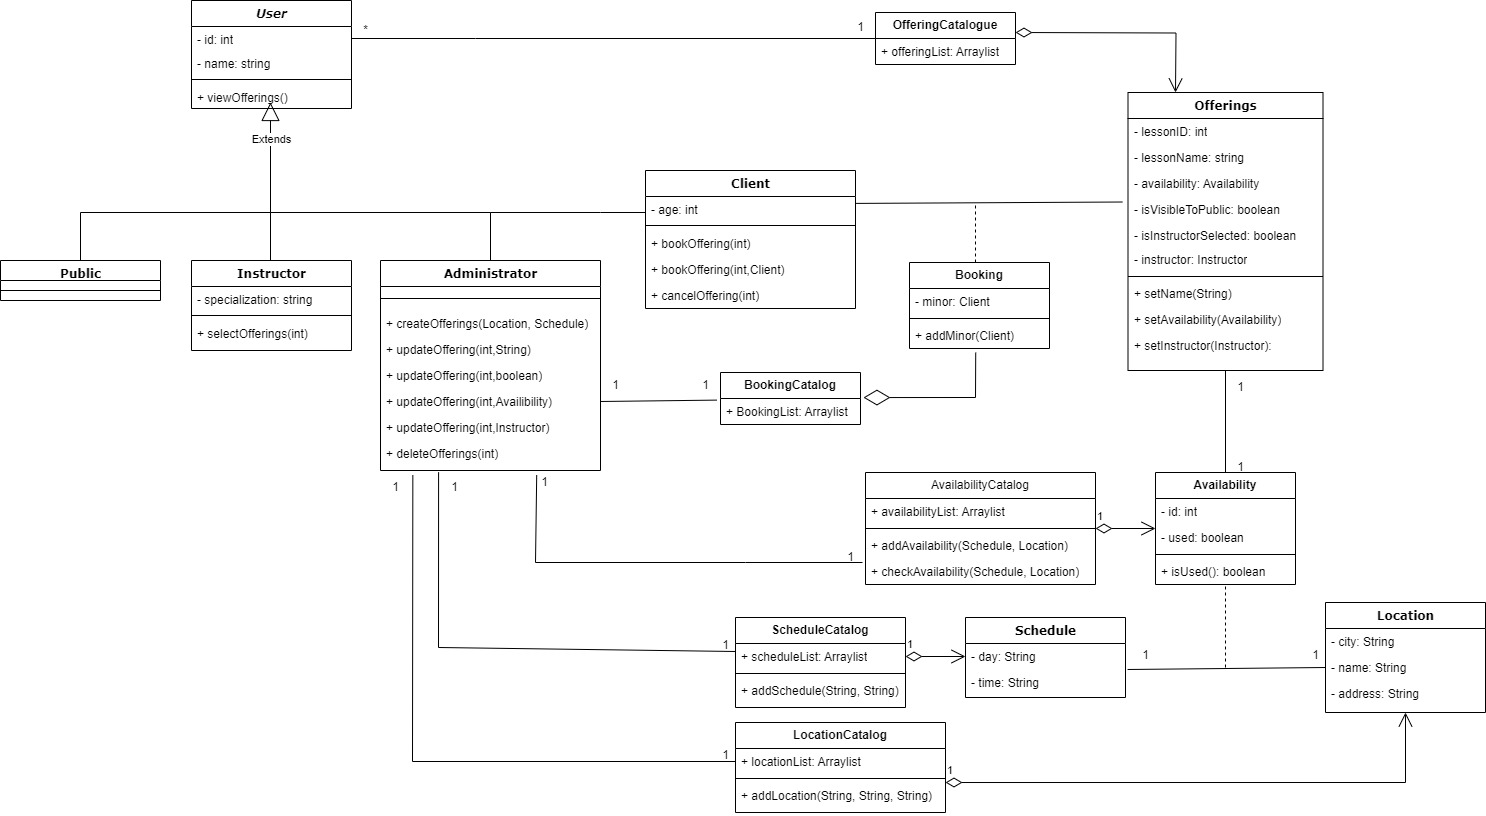 User
- id: int
- name: string
+ viewOfferings()
Extends
*
1
OfferingCatalogue
+ offeringList: Arraylist
Offerings
- lessonID: int
- lessonName: string
- availability: Availability
- isVisibleToPublic: boolean
- isInstructorSelected: boolean
- instructor: Instructor
+ setName(String)
+ setAvailability(Availability)
+ setInstructor(Instructor):
Client
- age: int
+ bookOffering(int)
+ bookOffering(int,Client)
+ cancelOffering(int)
Public
Instructor
- specialization: string
+ selectOfferings(int)
Administrator
+ createOfferings(Location, Schedule)
+ updateOffering(int,String)
+ updateOffering(int,boolean)
+ updateOffering(int,Availibility)
+ updateOffering(int,Instructor)
+ deleteOfferings(int)
Booking
- minor: Client
+ addMinor(Client)
1
1
BookingCatalog
+ BookingList: Arraylist
1
1
1
1
1
AvailabilityCatalog
+ availabilityList: Arraylist
+ addAvailability(Schedule, Location)
+ checkAvailability(Schedule, Location)
1
1
Availability
- id: int
- used: boolean
+ isUsed(): boolean
1
ScheduleCatalog
+ scheduleList: Arraylist
+ addSchedule(String, String)
1
1
Schedule
- day: String
- time: String
1
1
Location
- city: String
- name: String
- address: String
LocationCatalog
+ locationList: Arraylist
+ addLocation(String, String, String)
1
1